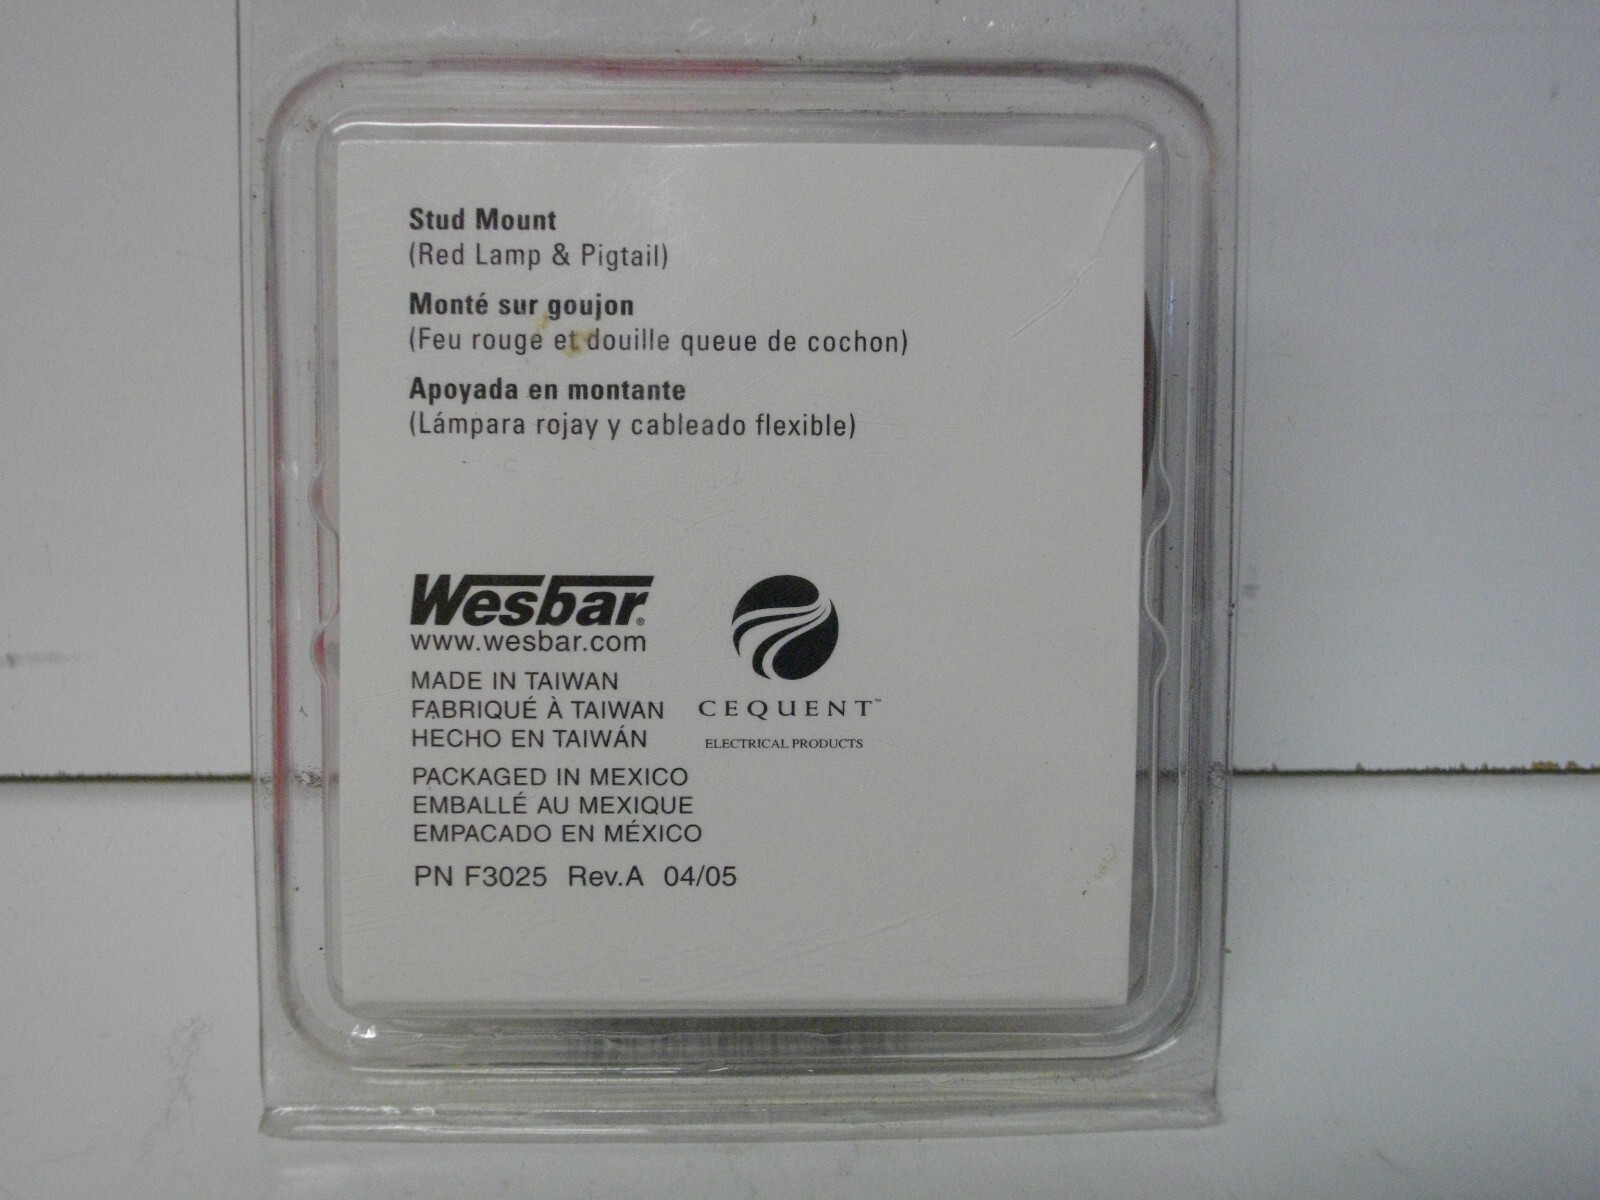 Stud Mount
(Red Lamp & Pigtail)
Monté sur goujon
(Feu rouge et douille queue de cochon)
Apoyada en montante
(Lámpara rojay y cableado flexible)
Wesbar®
www.wesbar.com
MADE IN TAIWAN
FABRIQUÉ À TAIWAN
HECHO EN TAIWÁN
PACKAGED IN MEXICO
EMBALLÉ AU MEXIQUE
EMPACADO EN MÉXICO
PN F3025 Rev.A 04/05
CEQUENT™
ELECTRICAL PRODUCTS